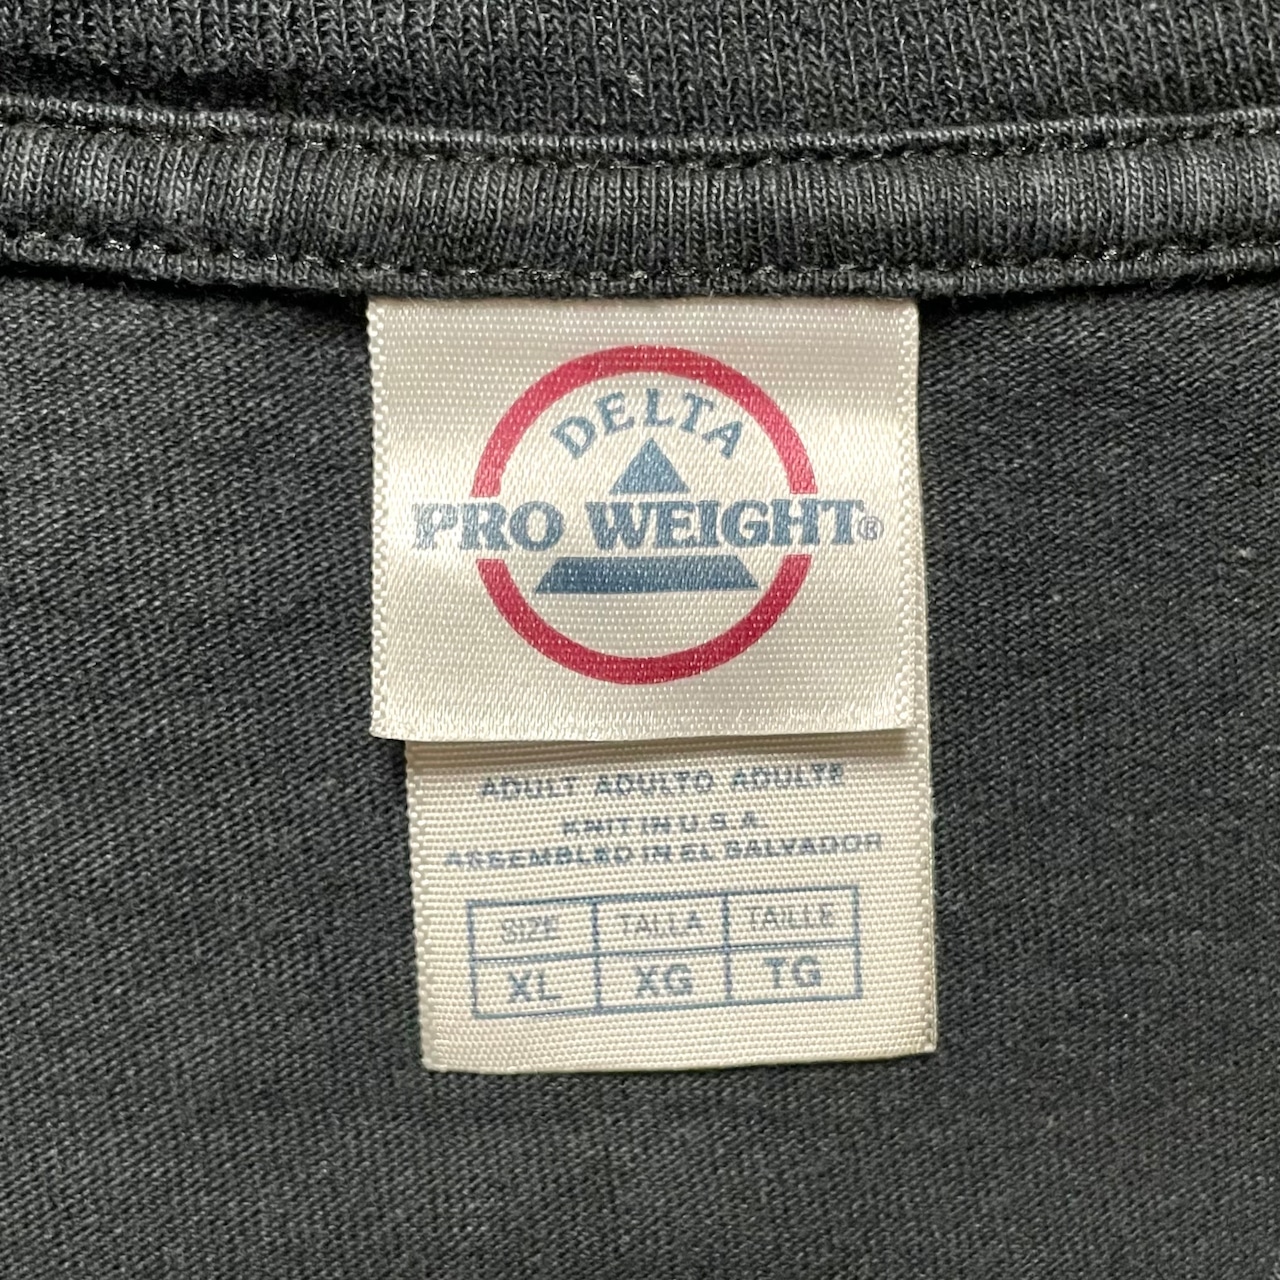 DELTA
PRO WEIGHT®
ADULT ADULTO ADULTE
KNIT IN U.S.A
ASSEMBLED IN EL SALVADOR
SIZE TALLA TAILLE
XL XG TG